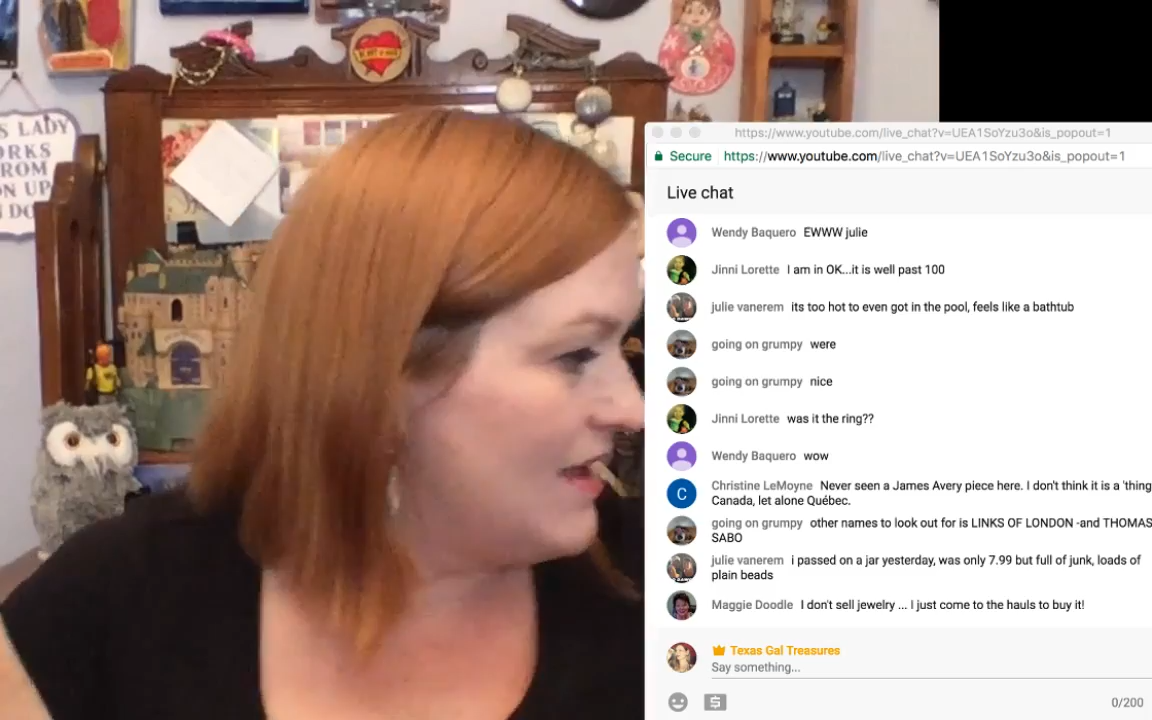 S LADY
ORKS
FROM
ON UP
https://www.youtube.com/live_chat?v=UEA1SoYzu3o&is_popout=1
Secure https://www.youtube.com/live_chat?v=UEA1SoYzu3o&is_popout=1
Live chat
Wendy Baquero EWWW julie
Jinni Lorette I am in OK...it is well past 100
julie vanerem its too hot to even got in the pool, feels like a bathtub
going on grumpy were
going on grumpy nice
Jinni Lorette was it the ring??
Wendy Baquero wow
C
Christine LeMoyne Never seen a James Avery piece here. I don't think it is a 'thing
Canada, let alone Québec.
going on grumpy other names to look out for is LINKS OF LONDON -and THOMAS
SABO
julie vanerem i passed on a jar yesterday, was only 7.99 but full of junk, loads of
plain beads
Maggie Doodle I don't sell jewelry ... I just come to the hauls to buy it!
Texas Gal Treasures
Say something...
0/200